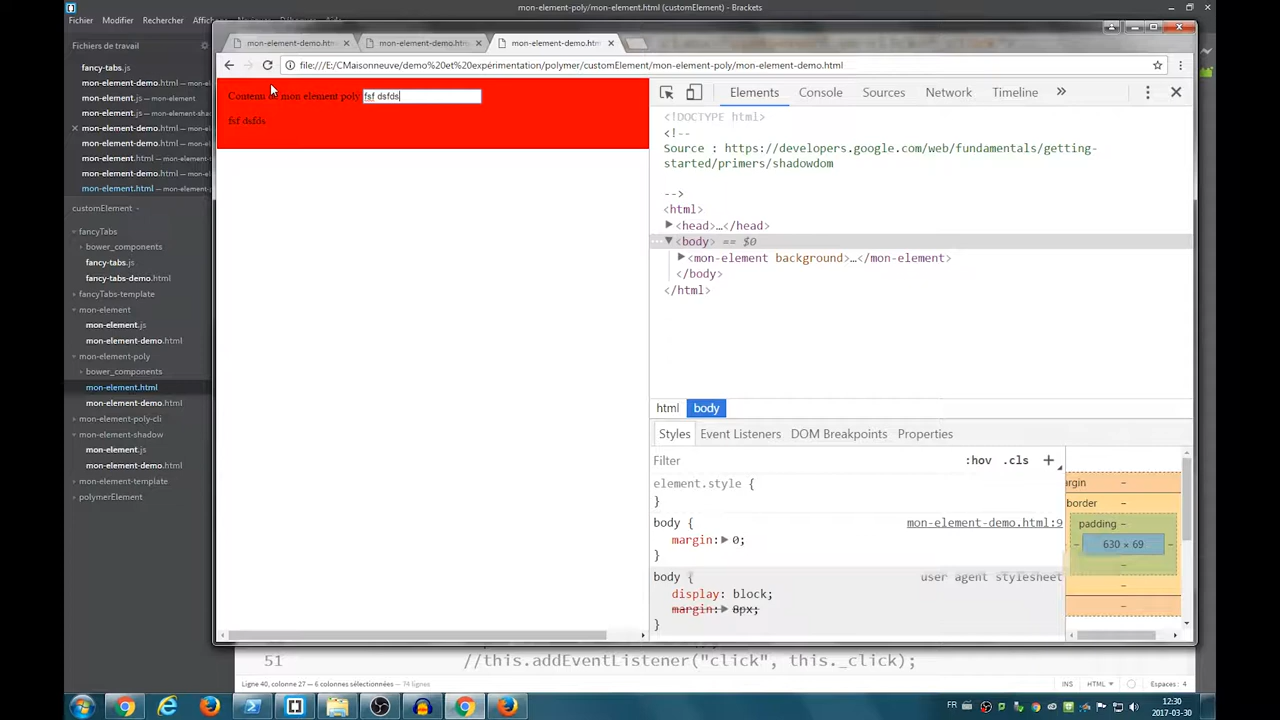 mon-element-poly/mon-element.html (customElement) - Brackets
Fichier Modifier Rechercher
mon-element-demo.htm
mon-element-demo.htm
mon-element-demo.htm
file:///E:/CMaisonneuve/demo%20et%20expérimentation/polymer/customElement/mon-element-poly/mon-element-demo.html
Fichiers de travail
fancy-tabs.js
mon-element-demo.html
mon-element.js — mon-element
mon-element-demo.html
mon-element.js
mon-element-demo.html
mon-element.html — mon-e
mon-element-demo.html
mon-element.html — mon-e
customElement
fancyTabs
bower_components
fancy-tabs.js
fancy-tabs-demo.html
fancyTabs-template
mon-element
mon-element.js
mon-element-demo.html
mon-element-poly
bower_components
mon-element.html
mon-element-demo.html
mon-element-poly-cli
mon-element-shadow
mon-element.js
mon-element-demo.html
mon-element-template
polymerElement
Contenu de mon element poly fsf dsfds
fsf dsfds
Elements Console Sources Network Timeline »
<!DOCTYPE html>
<!--
Source : https://developers.google.com/web/fundamentals/getting-
started/primers/shadowdom
-->
<html>
<head>…</head>
<body> == $0
<mon-element background>…</mon-element>
</body>
</html>
html body
Styles Event Listeners DOM Breakpoints Properties
Filter :hov .cls +
element.style {
}
body { mon-element-demo.html:9
margin: 0;
}
body { user agent stylesheet
display: block;
margin: 8px;
}
argin –
border –
padding –
– 630 × 69 –
–
–
–
51 //this.addEventListener("click", this._click);
Ligne 40, colonne 27 — 6 colonnes sélectionnées — 74 lignes
INS HTML Espaces : 4
FR
12:30
2017-03-30